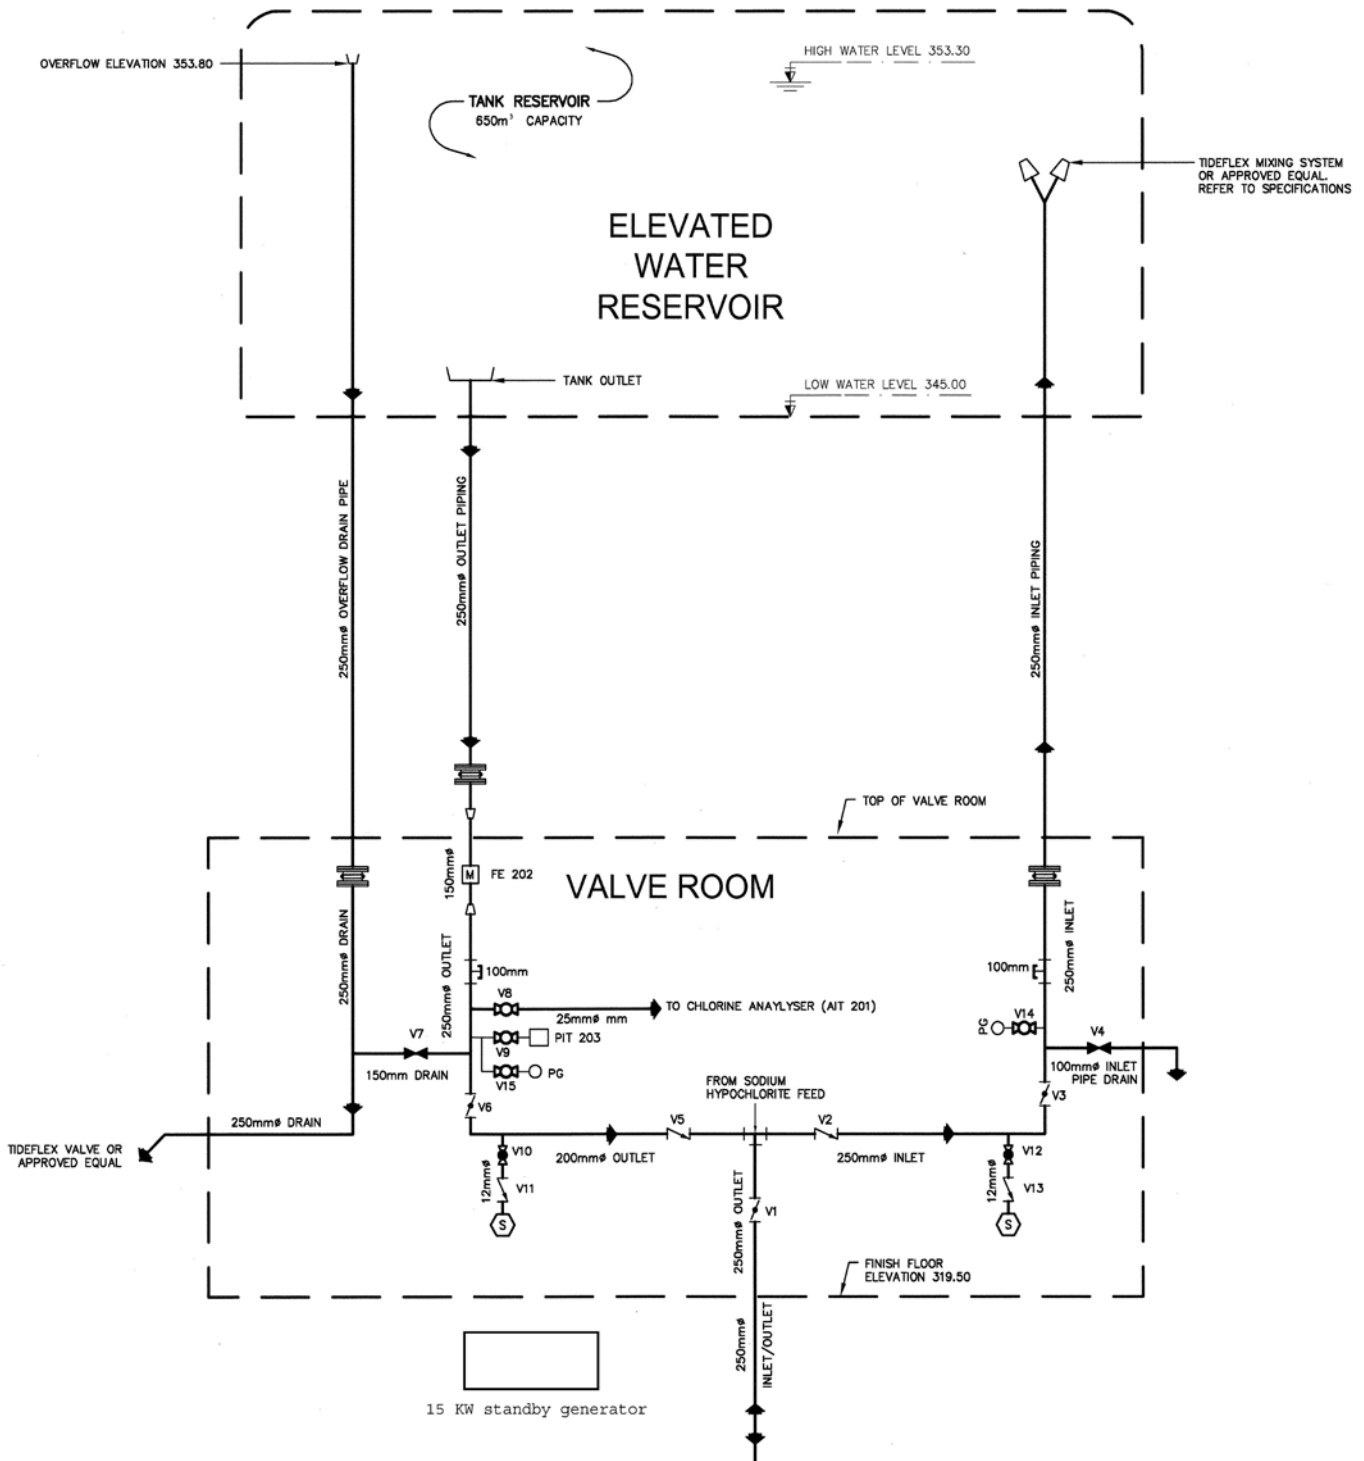 OVERFLOW ELEVATION 353.80
HIGH WATER LEVEL 353.30
TANK RESERVOIR
650m³ CAPACITY
TIDEFLEX MIXING SYSTEM
OR APPROVED EQUAL.
REFER TO SPECIFICATIONS
ELEVATED
WATER
RESERVOIR
TANK OUTLET
LOW WATER LEVEL 345.00
250mmø OVERFLOW DRAIN PIPE
250mmø OUTLET PIPING
250mmø INLET PIPING
TOP OF VALVE ROOM
150mmø
M
FE 202
VALVE ROOM
250mmø DRAIN
250mmø OUTLET
100mm
100mm
250mmø INLET
V8
25mmø mm
TO CHLORINE ANAYLYSER (AIT 201)
V9
PIT 203
V15
PG
V7
150mm DRAIN
PG
V14
V4
100mmø INLET
PIPE DRAIN
V3
V6
FROM SODIUM
HYPOCHLORITE FEED
V5
V2
250mmø DRAIN
TIDEFLEX VALVE OR
APPROVED EQUAL
200mmø OUTLET
250mmø INLET
V10
12mmø
V11
S
V12
12mmø
V13
S
250mmø OUTLET
V1
FINISH FLOOR
ELEVATION 319.50
250mmø
INLET/OUTLET
15 KW standby generator